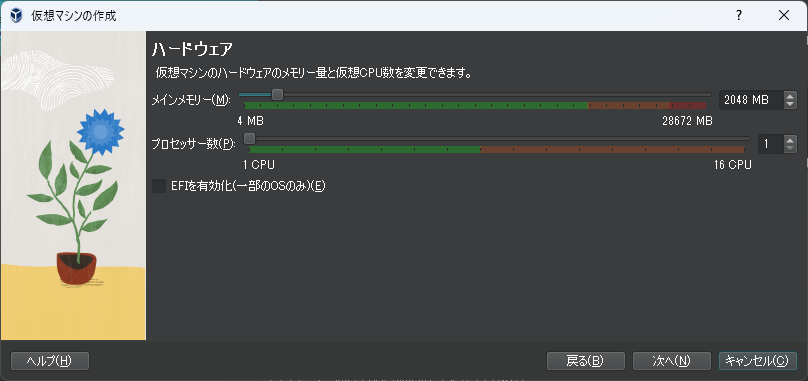 仮想マシンの作成
?
ハードウェア
仮想マシンのハードウェアのメモリー量と仮想CPU数を変更できます。
メインメモリー(M):
2048 MB
4 MB
28672 MB
プロセッサー数(P):
1
1 CPU
16 CPU
EFIを有効化(一部のOSのみ)(E)
ヘルプ(H)
戻る(B)
次へ(N)
キャンセル(C)